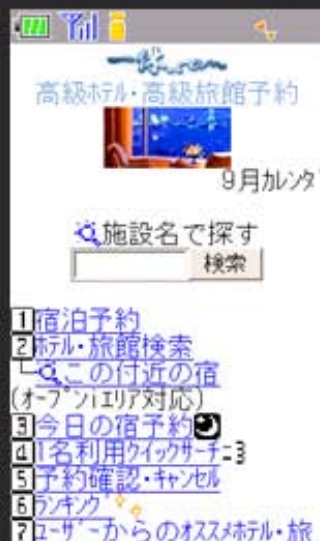 一休.com
高級ﾎﾃﾙ・高級旅館予約
9月ｶﾚﾝﾀﾞ
施設名で探す
検索
1宿泊予約
2ﾎﾃﾙ・旅館検索
この付近の宿
(ｵｰﾌﾟﾝiｴﾘｱ対応)
3今日の宿予約
4 1名利用ｸｲｯｸｻｰﾁ
5予約確認・ｷｬﾝｾﾙ
6ﾗﾝｷﾝｸﾞ
7ﾕｰｻﾞｰからのｵｽｽﾒﾎﾃﾙ・旅